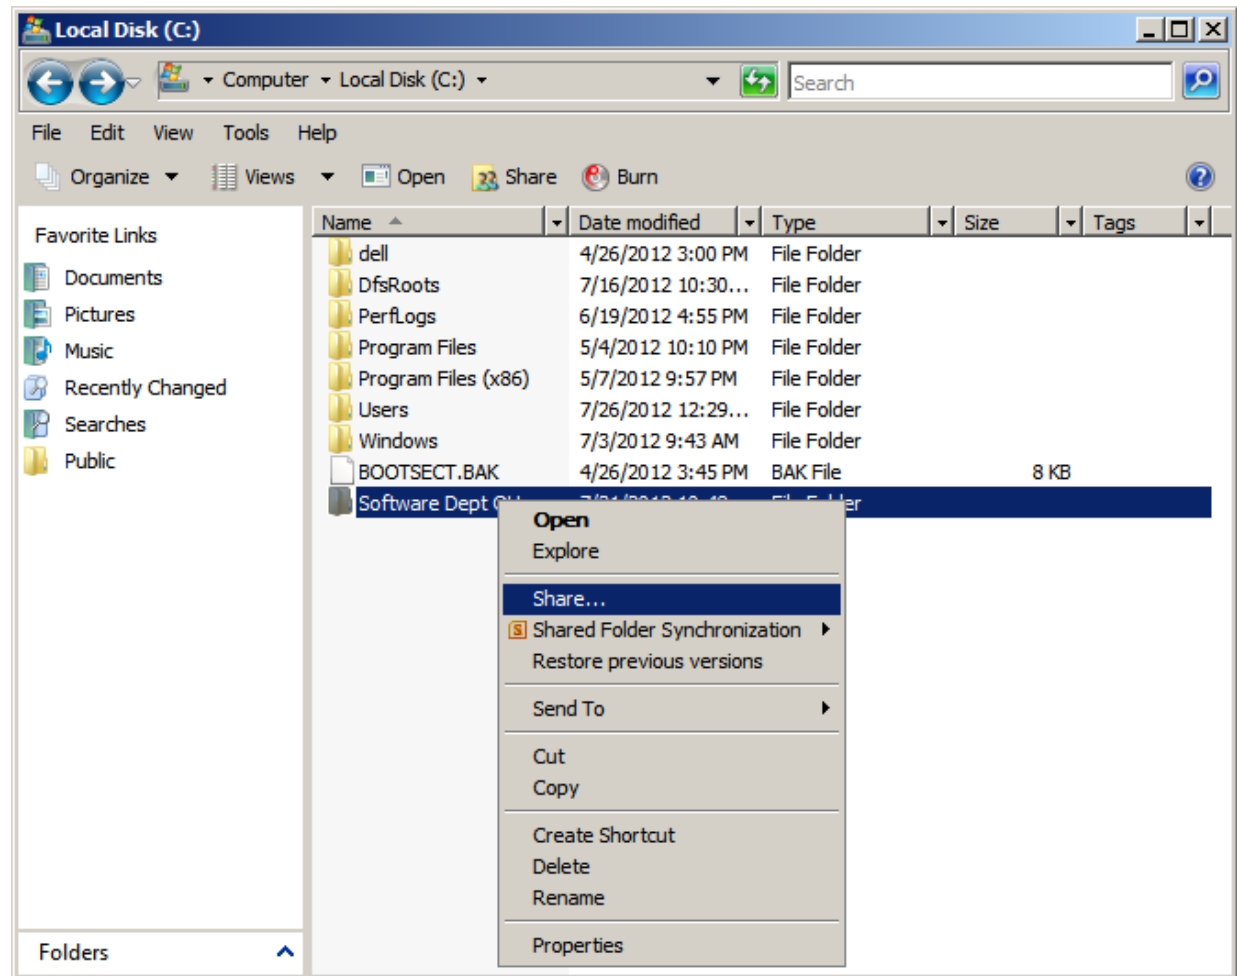 Local Disk (C:)
Computer Local Disk (C:) Search
File Edit View Tools Help
Organize Views Open Share Burn
Favorite Links
Documents
Pictures
Music
Recently Changed
Searches
Public
Folders
Name Date modified Type Size Tags
dell 4/26/2012 3:00 PM File Folder
DfsRoots 7/16/2012 10:30... File Folder
PerfLogs 6/19/2012 4:55 PM File Folder
Program Files 5/4/2012 10:10 PM File Folder
Program Files (x86) 5/7/2012 9:57 PM File Folder
Users 7/26/2012 12:29... File Folder
Windows 7/3/2012 9:43 AM File Folder
BOOTSECT.BAK 4/26/2012 3:45 PM BAK File 8 KB
Software Dept
Open
Explore
Share...
S Shared Folder Synchronization
Restore previous versions
Send To
Cut
Copy
Create Shortcut
Delete
Rename
Properties